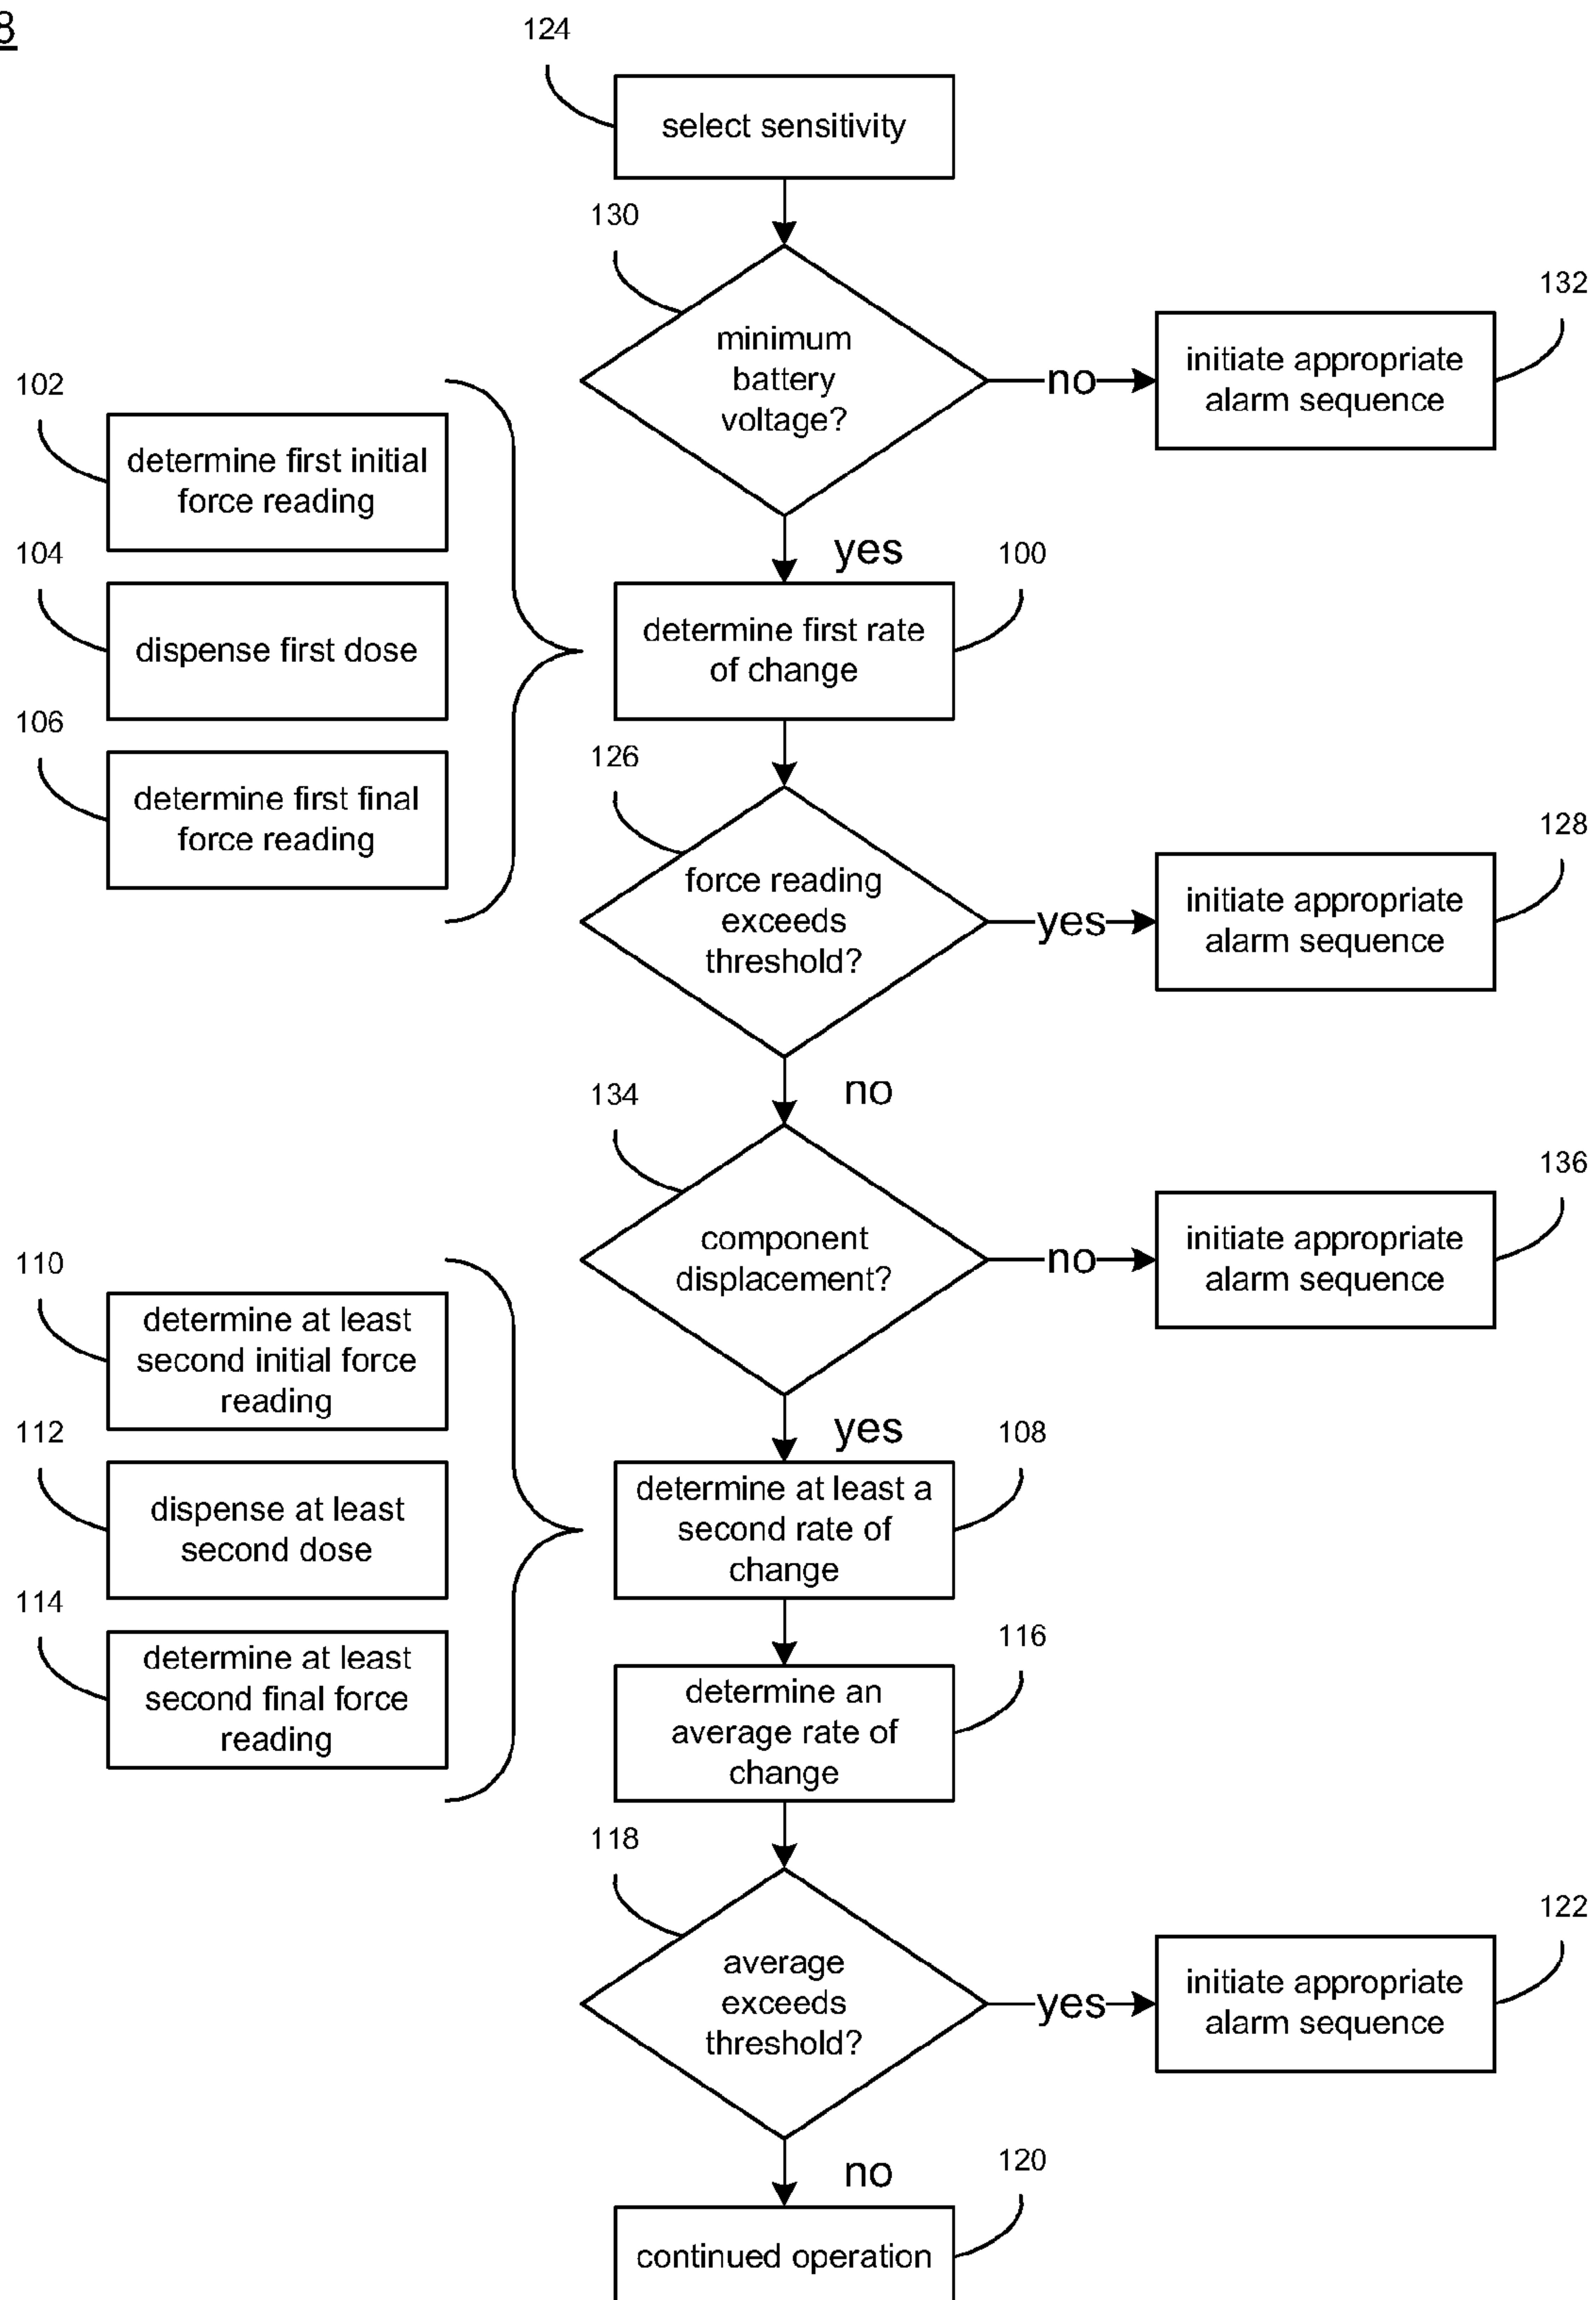 8
124
select sensitivity
130
minimum
battery
voltage?
no
132
initiate appropriate
alarm sequence
102
determine first initial
force reading
104
dispense first dose
106
determine first final
force reading
yes
100
determine first rate
of change
126
force reading
exceeds
threshold?
yes
128
initiate appropriate
alarm sequence
no
134
component
displacement?
no
136
initiate appropriate
alarm sequence
110
determine at least
second initial force
reading
112
dispense at least
second dose
114
determine at least
second final force
reading
yes
108
determine at least a
second rate of
change
116
determine an
average rate of
change
118
average
exceeds
threshold?
yes
122
initiate appropriate
alarm sequence
no
120
continued operation